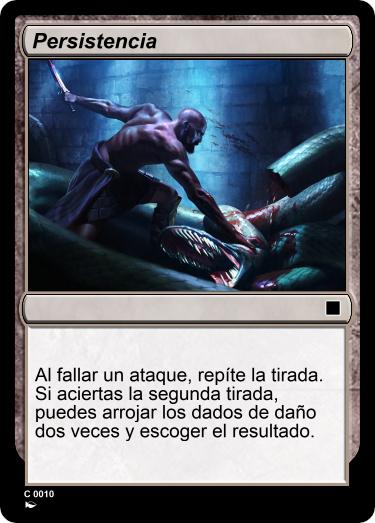 Persistencia
Al fallar un ataque, repíte la tirada.
Si aciertas la segunda tirada,
puedes arrojar los dados de daño
dos veces y escoger el resultado.
C 0010